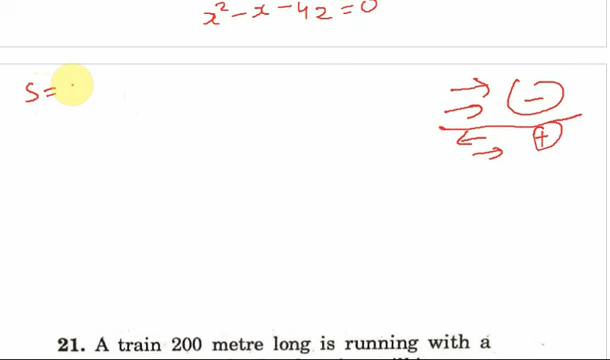 x² - x - 42 = 0
S =
-
+
21. A train 200 metre long is running with a